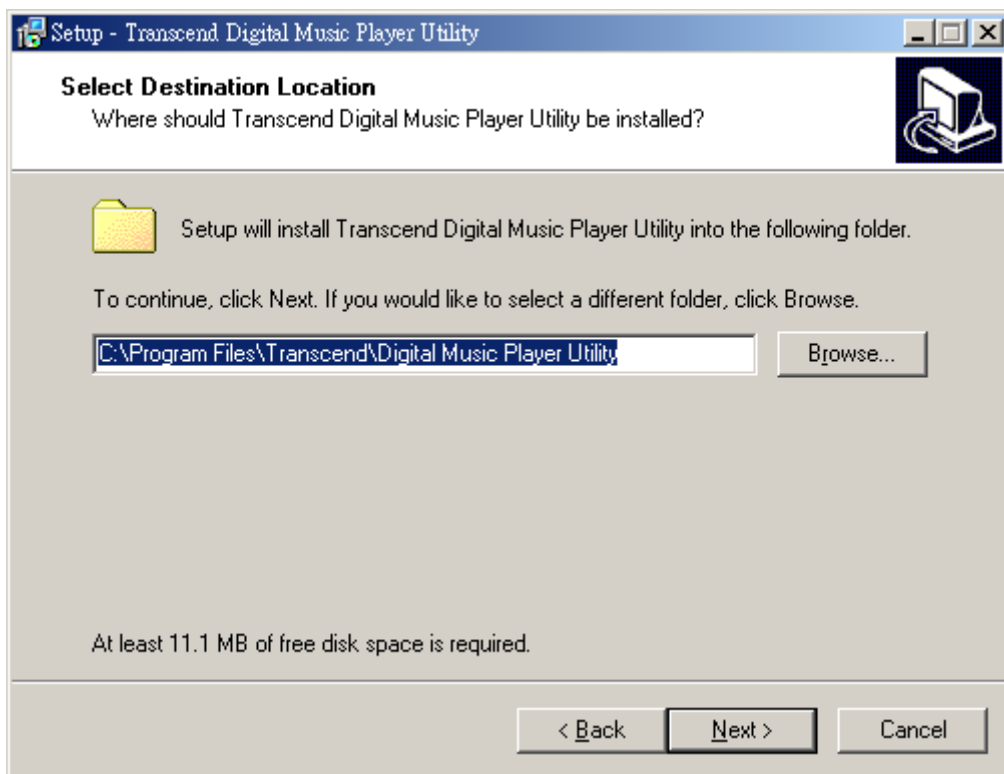 Setup - Transcend Digital Music Player Utility
Select Destination Location
Where should Transcend Digital Music Player Utility be installed?
Setup will install Transcend Digital Music Player Utility into the following folder.
To continue, click Next. If you would like to select a different folder, click Browse.
C:\Program Files\Transcend\Digital Music Player Utility
Browse...
At least 11.1 MB of free disk space is required.
< Back
Next >
Cancel